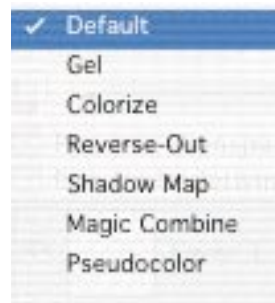 ✓ Default
Gel
Colorize
Reverse-Out
Shadow Map
Magic Combine
Pseudocolor